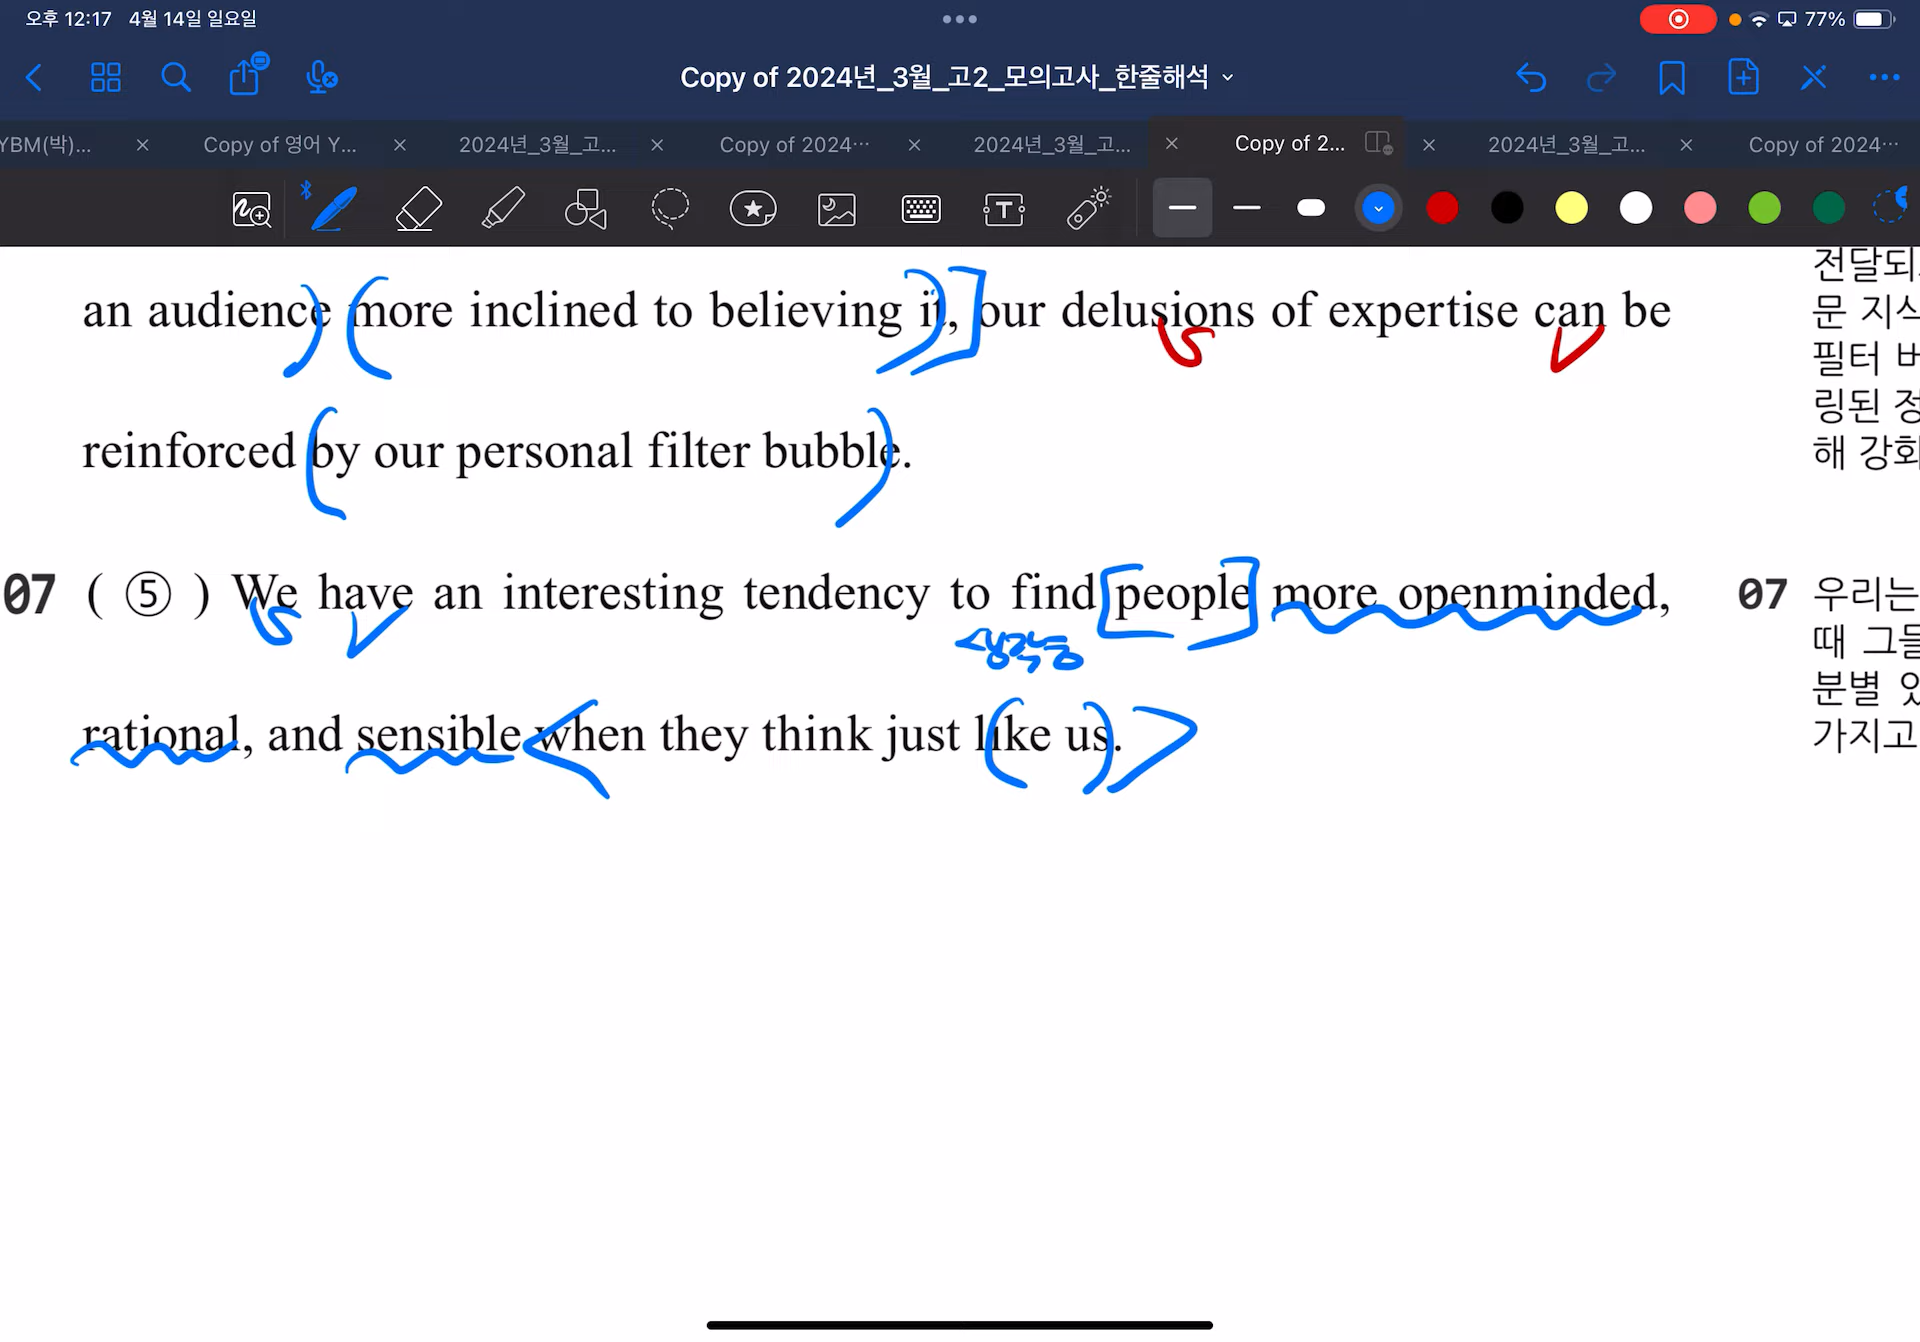 오후 12:17 4월 14일 일요일
77%
Copy of 2024년_3월_고2_모의고사_한줄해석
YBM(박)...
Copy of 영어 Y...
2024년_3월_고...
Copy of 2024...
2024년_3월_고...
Copy of 2...
2024년_3월_고...
Copy of 2024...
an audience more inclined to believing it, our delusions of expertise can be
reinforced by our personal filter bubble.
07 ( ⑤ ) We have an interesting tendency to find people more openminded,
S V 생각
rational, and sensible when they think just like us.
S V
전달되
문 지식
필터 버
링된 정
해 강화
07 우리는
때 그들
분별 있
가지고